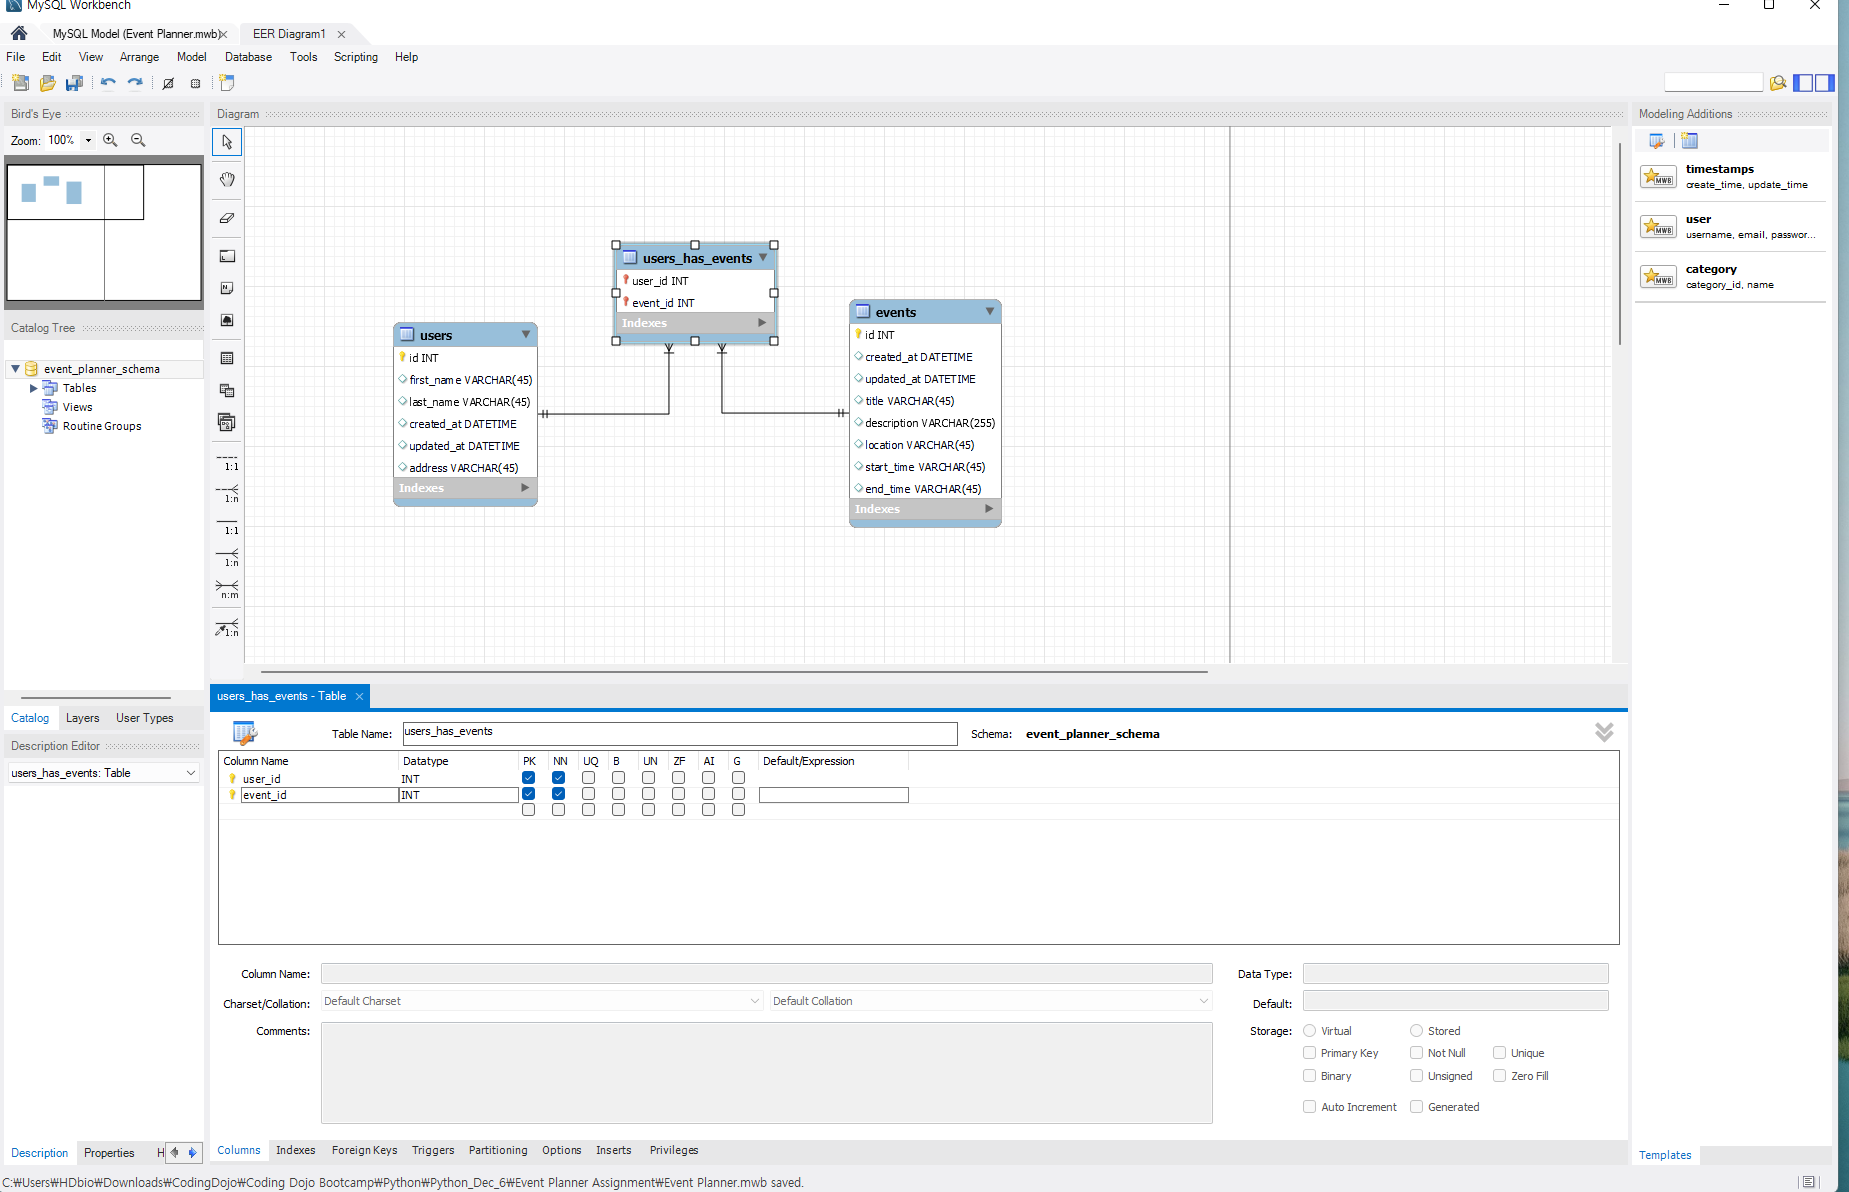 MySQL Workbench
MySQL Model (Event Planner.mwb)
EER Diagram1
File Edit View Arrange Model Database Tools Scripting Help
Bird's Eye
Zoom: 100%
Catalog Tree
event_planner_schema
Tables
Views
Routine Groups
Catalog Layers User Types
Description Editor
users_has_events: Table
Description Properties H
Diagram
1:1
1:n
1:1
1:n
n:m
1:n
users
id INT
first_name VARCHAR(45)
last_name VARCHAR(45)
created_at DATETIME
updated_at DATETIME
address VARCHAR(45)
Indexes
users_has_events
user_id INT
event_id INT
Indexes
events
id INT
created_at DATETIME
updated_at DATETIME
title VARCHAR(45)
description VARCHAR(255)
location VARCHAR(45)
start_time VARCHAR(45)
end_time VARCHAR(45)
Indexes
Modeling Additions
timestamps
create_time, update_time
user
username, email, passwor...
category
category_id, name
Templates
users_has_events - Table
Table Name: users_has_events Schema: event_planner_schema
Column Name Datatype PK NN UQ B UN ZF AI G Default/Expression
user_id INT
event_id INT
Column Name:
Data Type:
Charset/Collation: Default Charset Default Collation
Default:
Comments:
Storage: Virtual Stored
Primary Key Not Null Unique
Binary Unsigned Zero Fill
Auto Increment Generated
Columns Indexes Foreign Keys Triggers Partitioning Options Inserts Privileges
C:₩Users₩HDbio₩Downloads₩CodingDojo₩Coding Dojo Bootcamp₩Python₩Python_Dec_6₩Event Planner Assignment₩Event Planner.mwb saved.